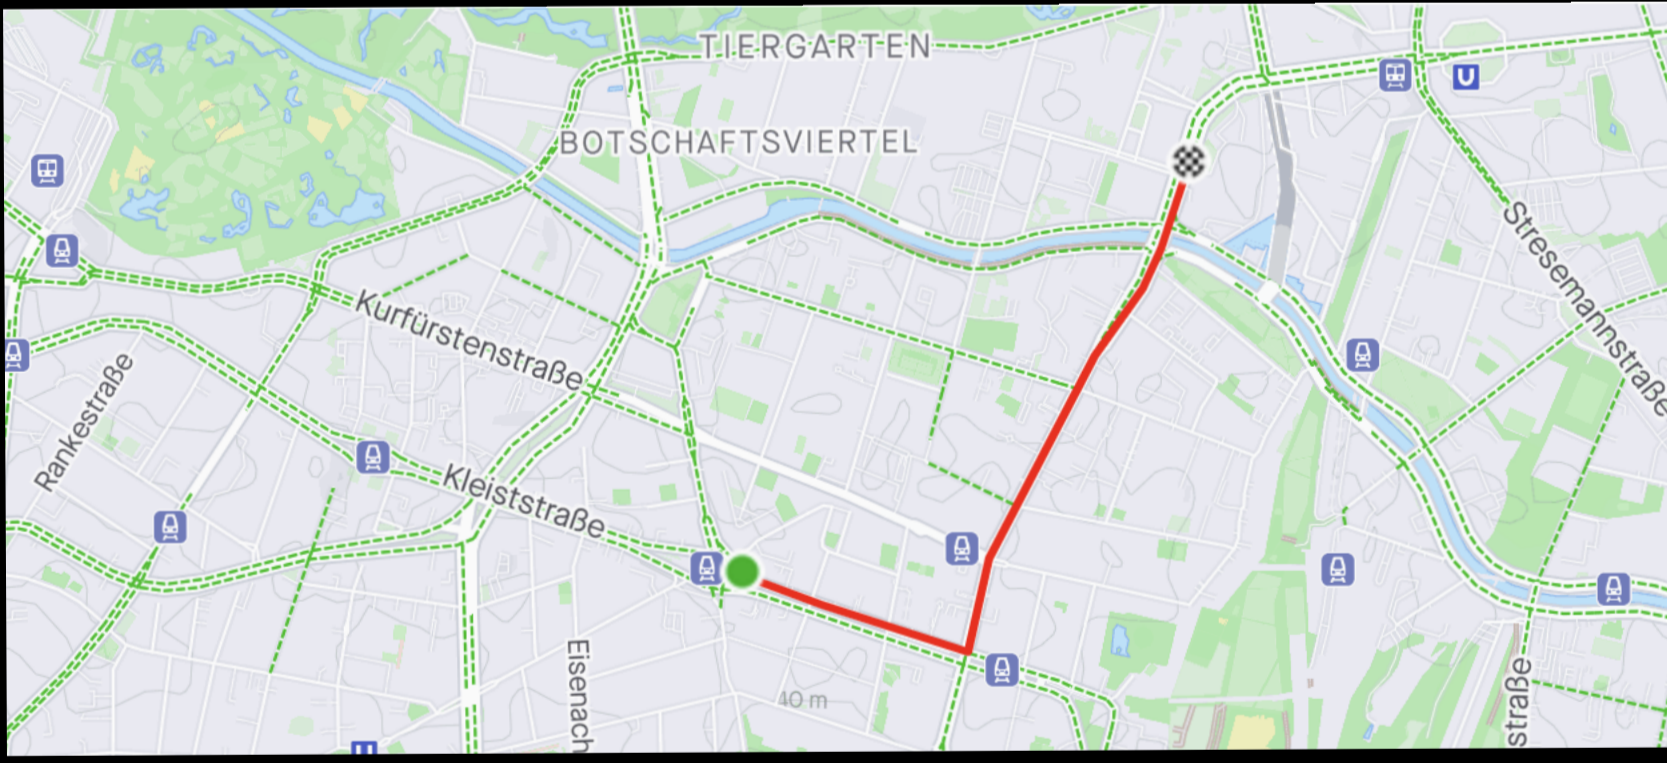 TIERGARTEN
U
BOTSCHAFTSVIERTEL
Stresemannstraße
Kurfürstenstraße
Rankestraße
Kleiststraße
Eisenach
40 m
straße
U